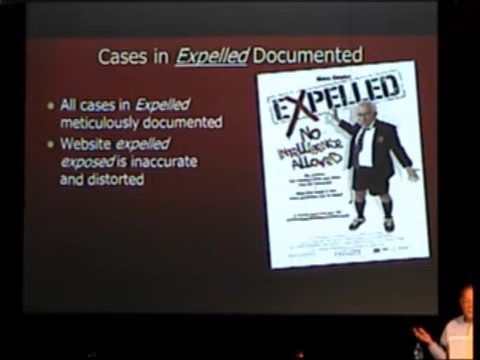 Cases in Expelled Documented
All cases in Expelled
meticulously documented
Website expelled
exposed is inaccurate
and distorted
EXPELLED
NO
INTELLIGENCE
ALLOWED